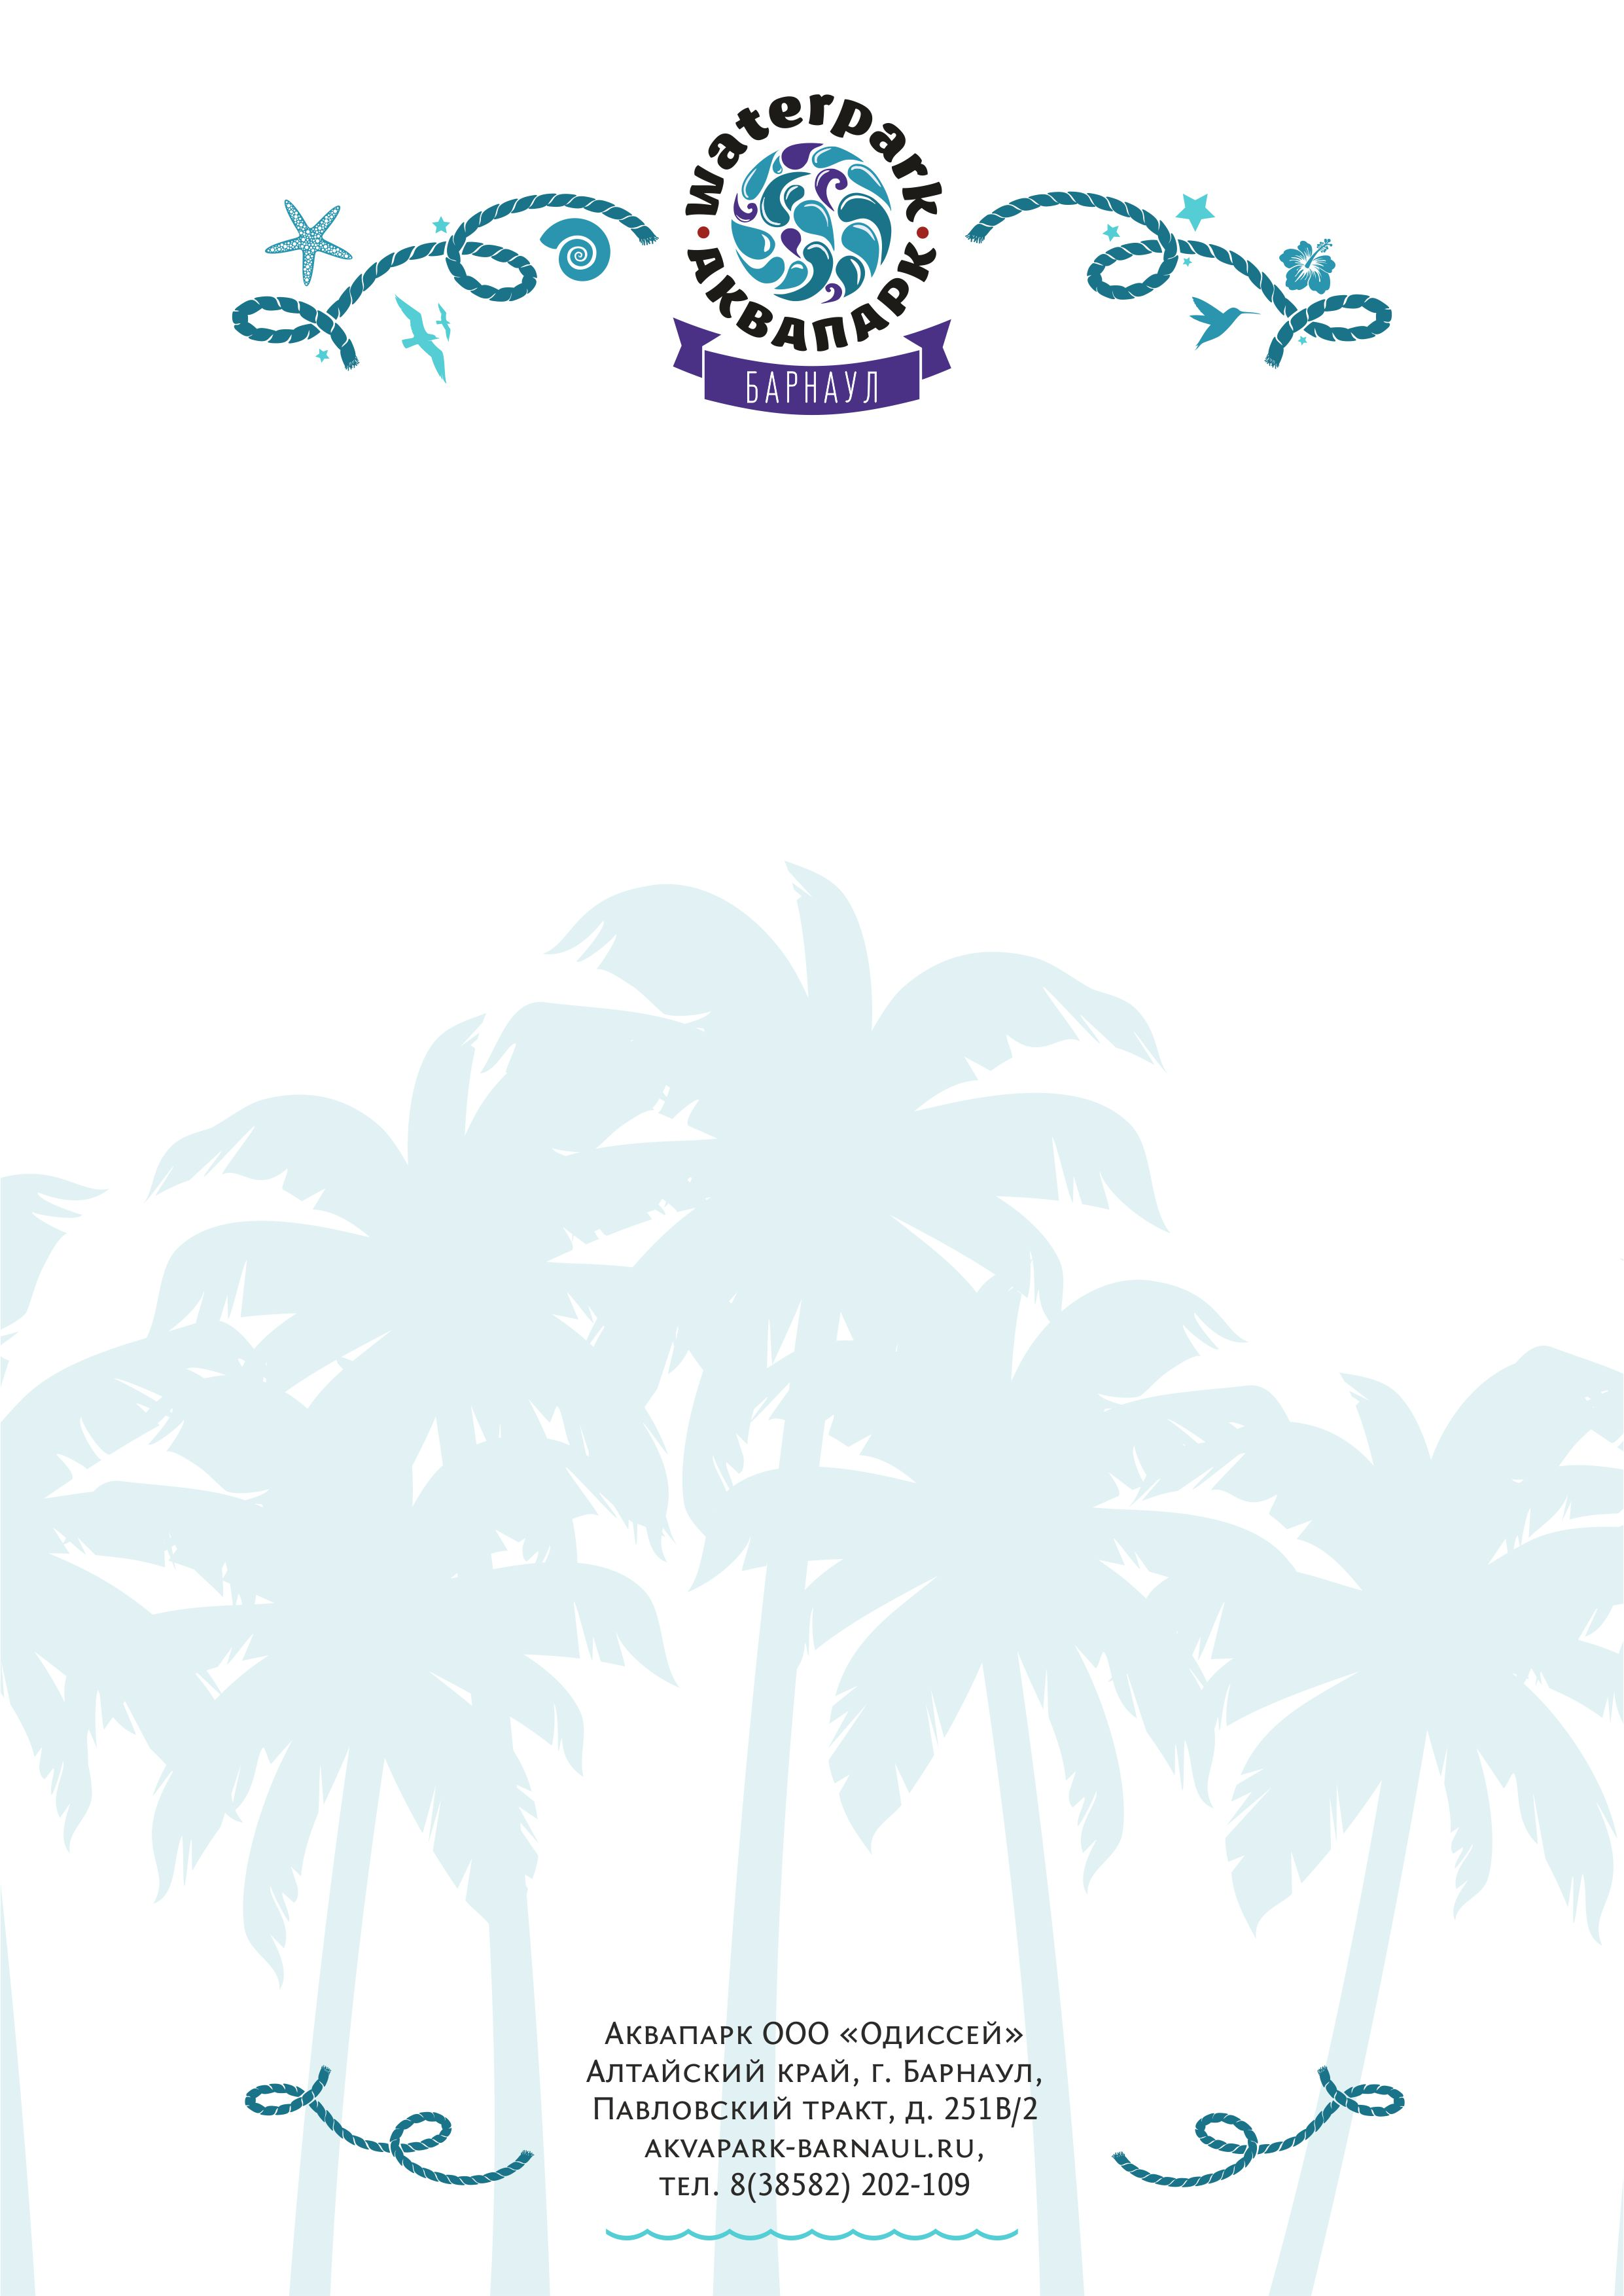 waterpark
АКВАПАРК
БАРНАУЛ
Аквапарк ООО «Одиссей»
Алтайский край, г. Барнаул,
Павловский тракт, д. 251В/2
akvapark-barnaul.ru,
тел. 8(38582) 202-109